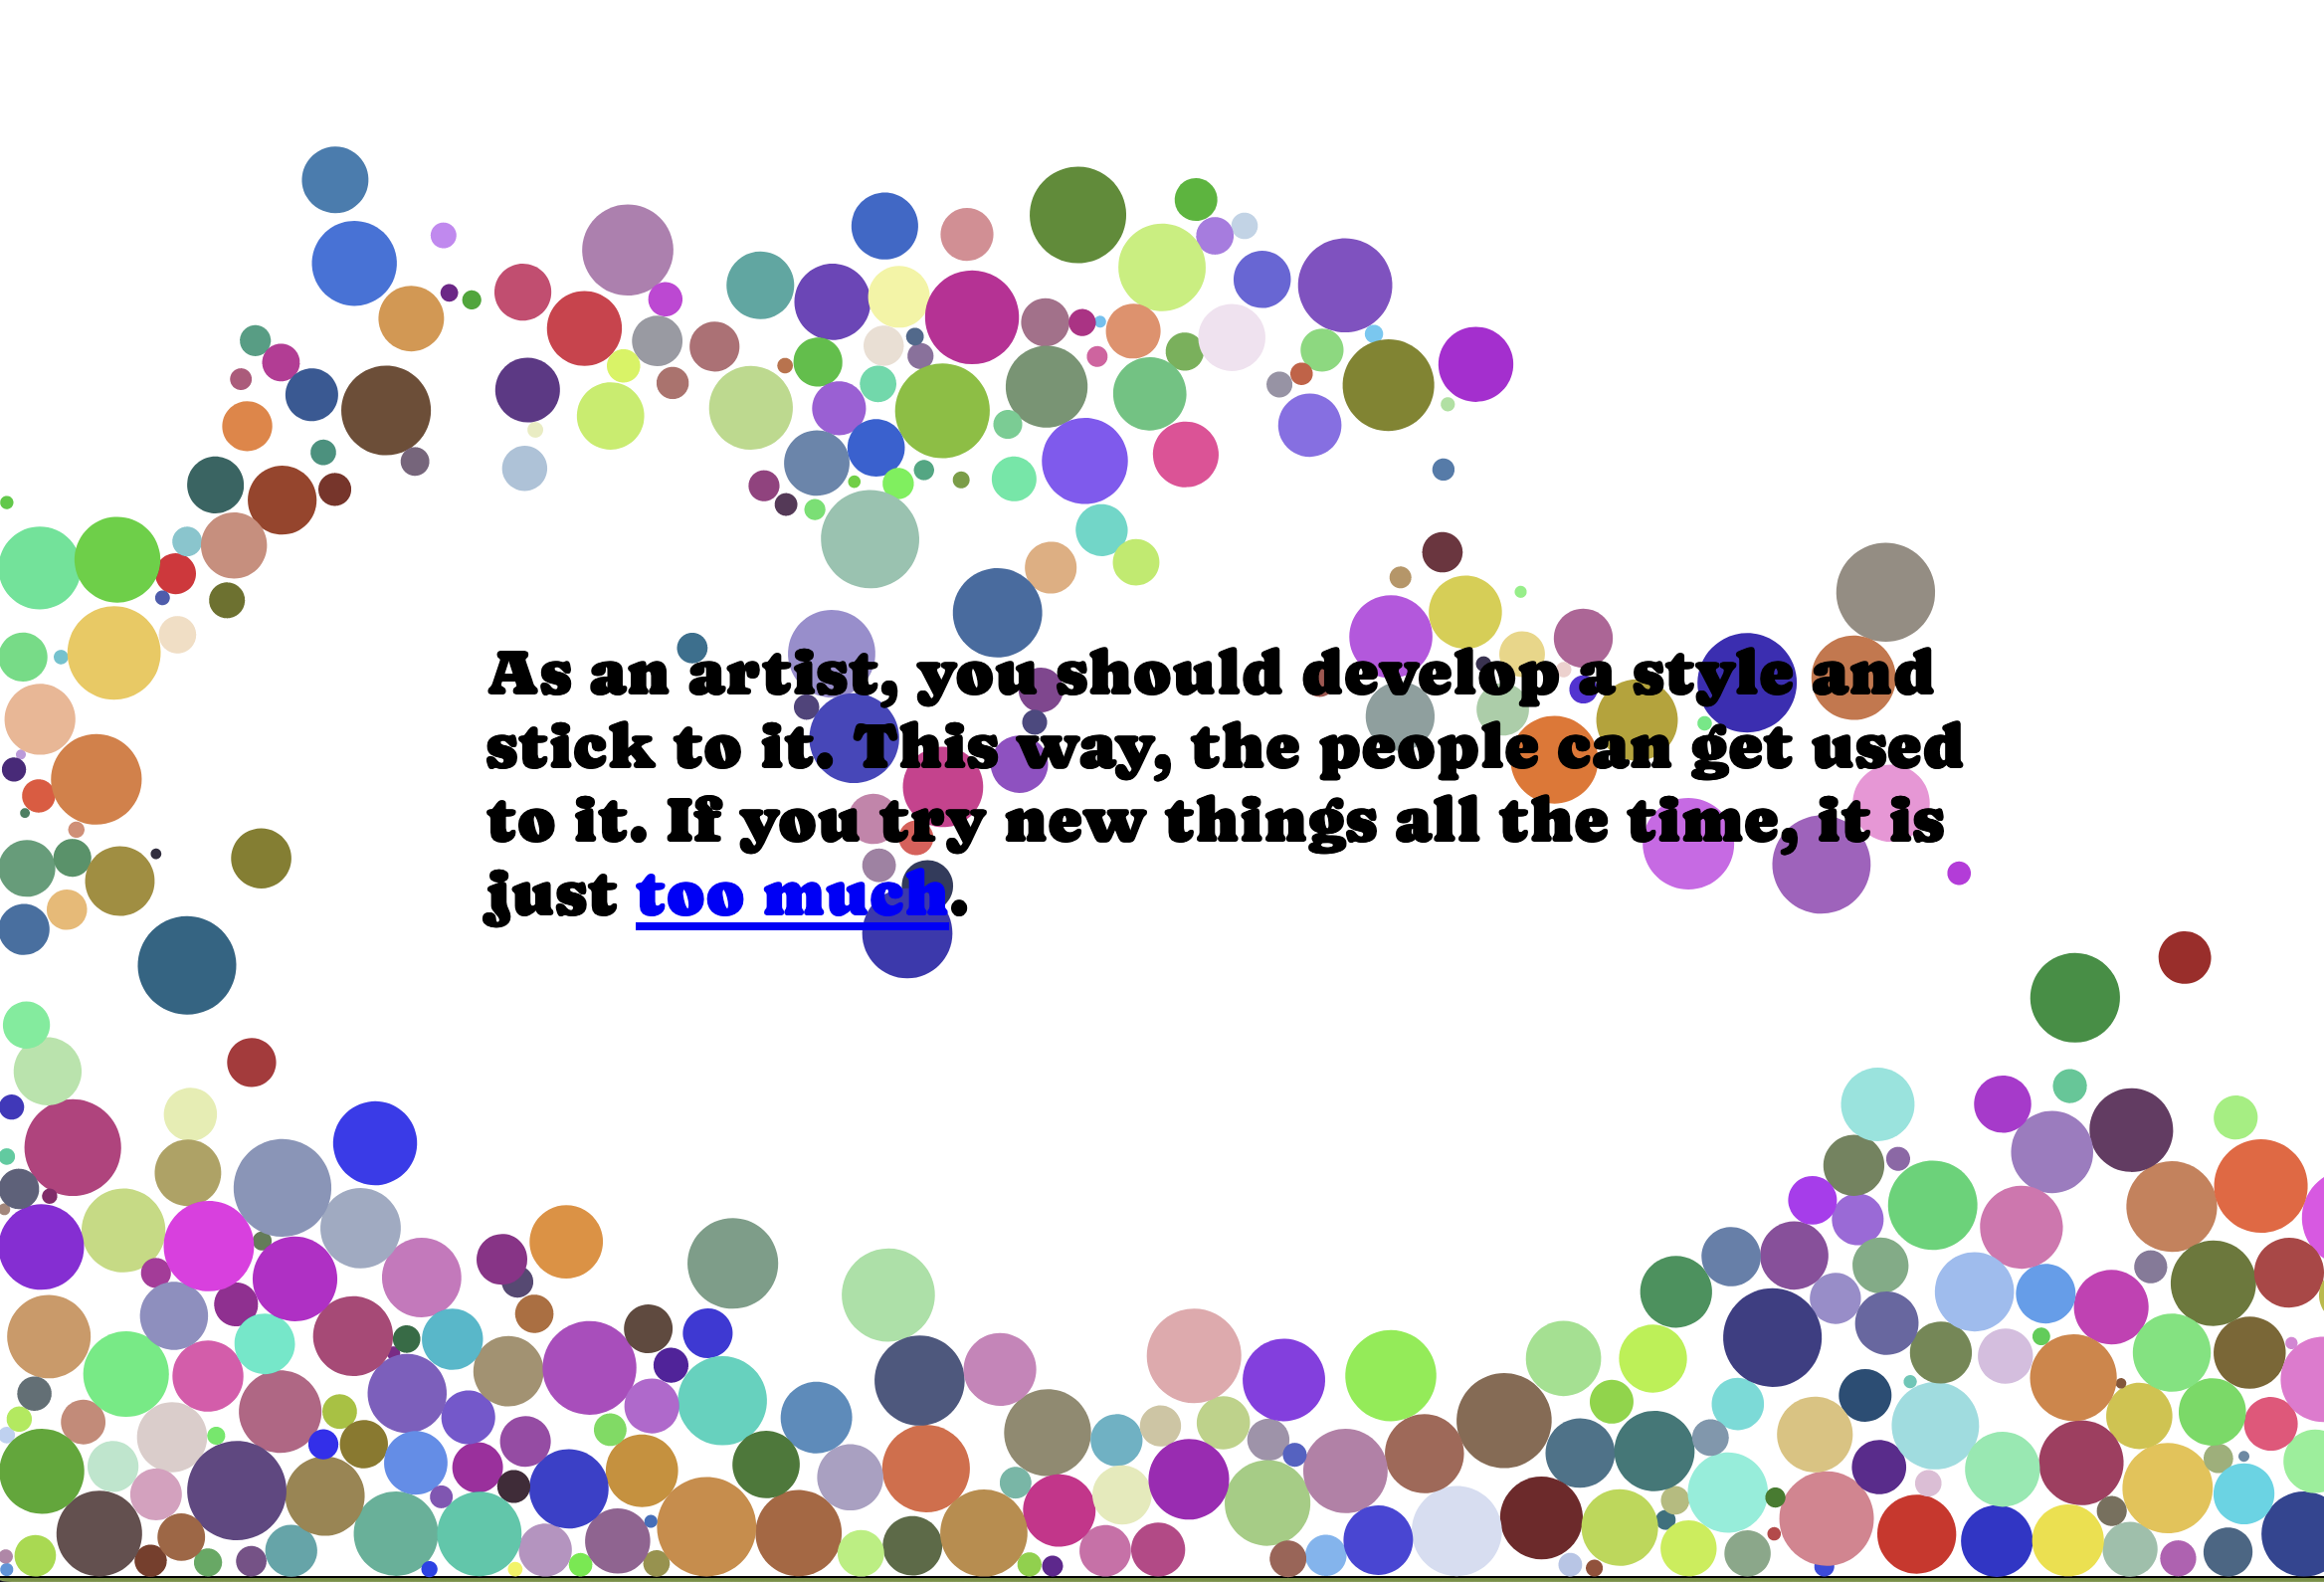 As an artist, you should develop a style and
stick to it. This way, the people can get used
to it. If you try new things all the time, it is
just too much.